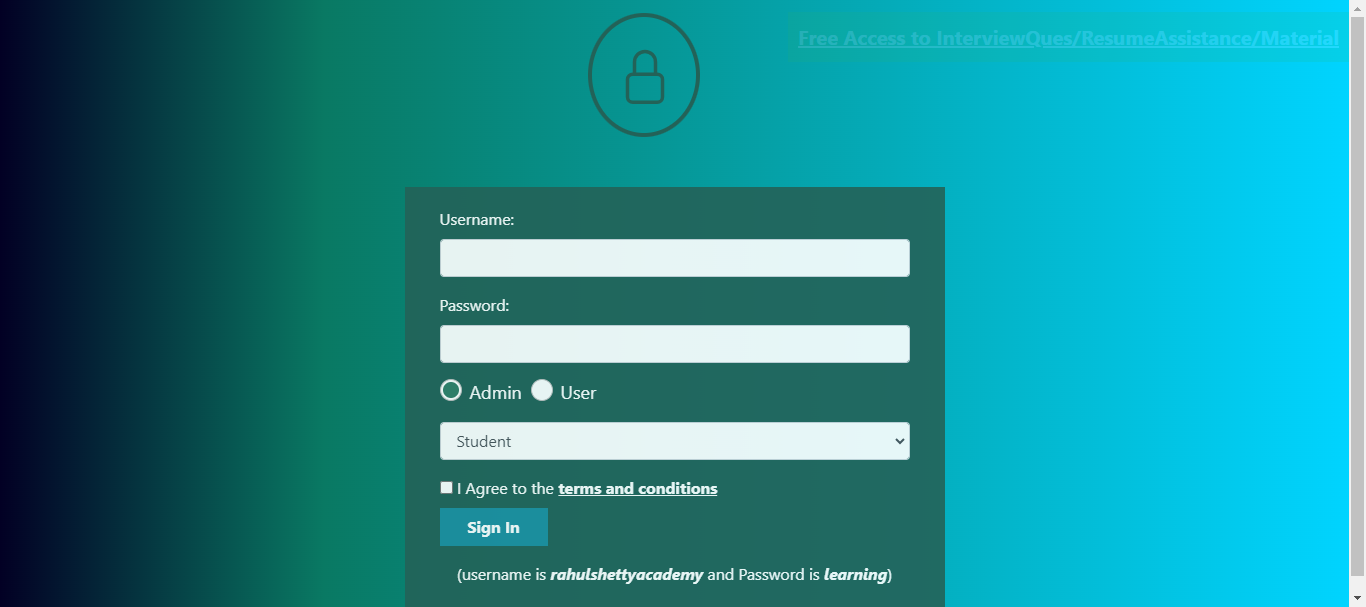 Free Access to InterviewQues/ResumeAssistance/Material
Username:
Password:
Admin User
Student
I Agree to the terms and conditions
Sign In
(username is rahulshettyacademy and Password is learning)